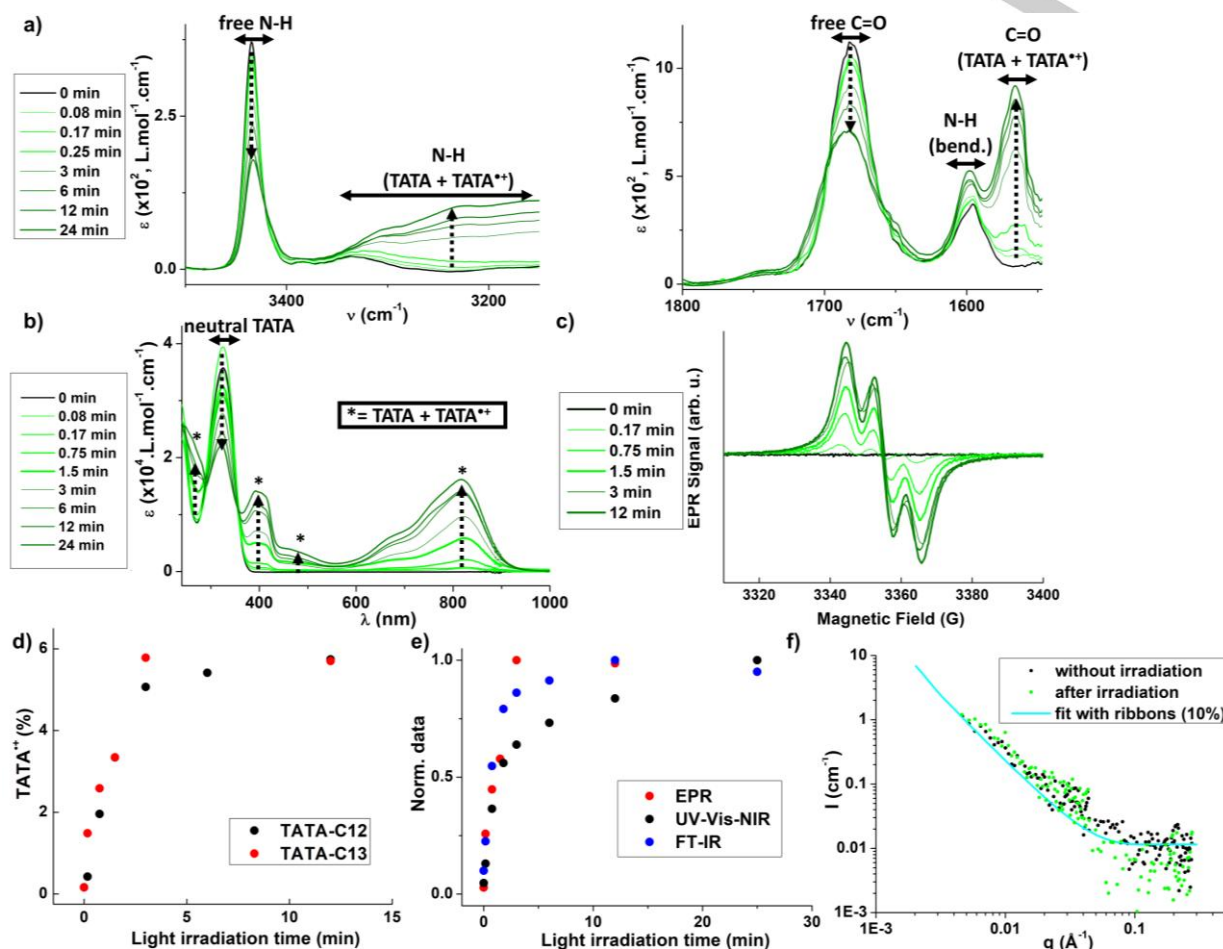 a)
free N-H
0 min
0.08 min
0.17 min
0.25 min
3 min
6 min
12 min
24 min
ε (x10², L.mol⁻¹.cm⁻¹)
2.5
0.0
N-H
(TATA + TATA•⁺)
3400
3200
ν (cm⁻¹)
free C=O
C=O
(TATA + TATA•⁺)
N-H
(bend.)
ε (x10², L.mol⁻¹.cm⁻¹)
10
5
0
1800
1700
1600
ν (cm⁻¹)
b)
neutral TATA
0 min
0.08 min
0.17 min
0.75 min
1.5 min
3 min
6 min
12 min
24 min
ε (x10⁴.L.mol⁻¹.cm⁻¹)
4
2
0
*
*
*
*
*= TATA + TATA•⁺
400
600
800
1000
λ (nm)
c)
0 min
0.17 min
0.75 min
1.5 min
3 min
12 min
EPR Signal (arb. u.)
3320
3340
3360
3380
3400
Magnetic Field (G)
d)
TATA•⁺ (%)
6
4
2
0
TATA-C12
TATA-C13
0
5
10
15
Light irradiation time (min)
e)
Norm. data
1.0
0.5
0.0
EPR
UV-Vis-NIR
FT-IR
0
10
20
30
Light irradiation time (min)
f)
I (cm⁻¹)
10
1
0.1
0.01
1E-3
without irradiation
after irradiation
fit with ribbons (10%)
1E-3
0.01
0.1
q (Å⁻¹)